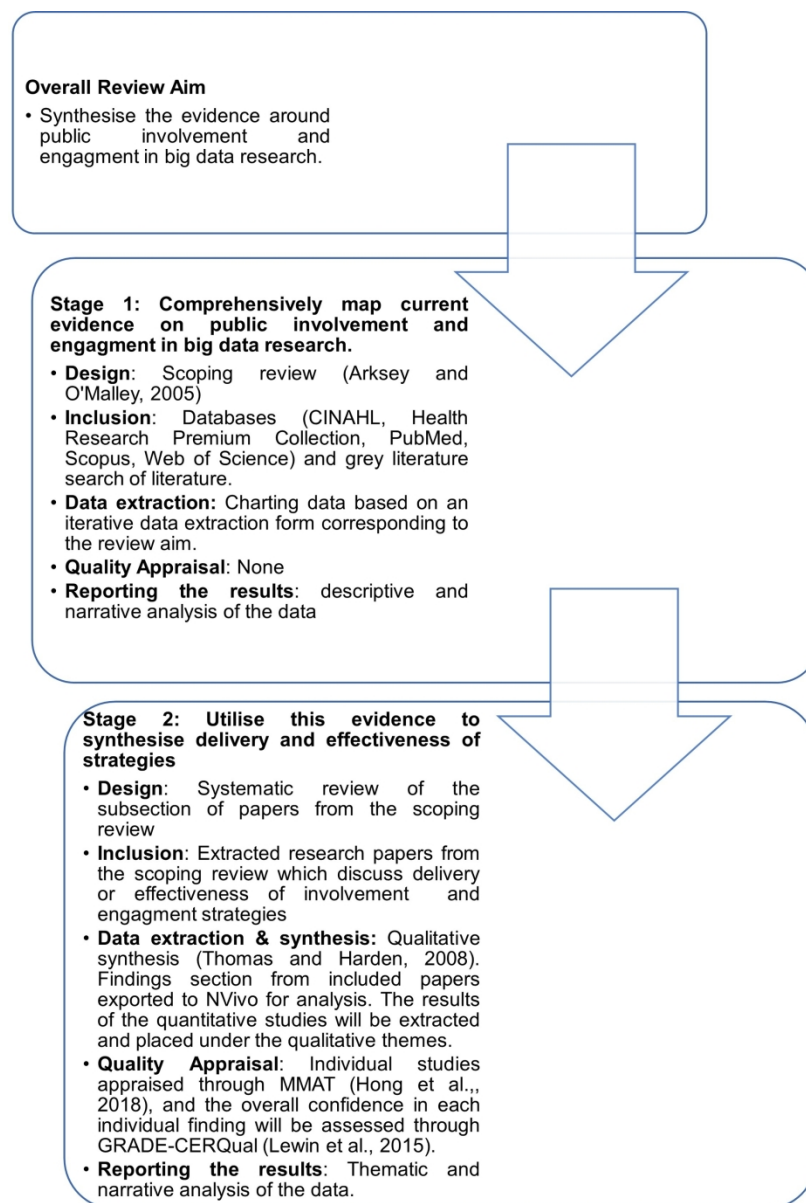 Overall Review Aim
• Synthesise the evidence around
public involvement and
engagment in big data research.
Stage 1: Comprehensively map current
evidence on public involvement and
engagment in big data research.
• Design: Scoping review (Arksey and
O'Malley, 2005)
• Inclusion: Databases (CINAHL, Health
Research Premium Collection, PubMed,
Scopus, Web of Science) and grey literature
search of literature.
• Data extraction: Charting data based on an
iterative data extraction form corresponding to
the review aim.
• Quality Appraisal: None
• Reporting the results: descriptive and
narrative analysis of the data
Stage 2: Utilise this evidence to
synthesise delivery and effectiveness of
strategies
• Design: Systematic review of the
subsection of papers from the scoping
review
• Inclusion: Extracted research papers from
the scoping review which discuss delivery
or effectiveness of involvement and
engagment strategies
• Data extraction & synthesis: Qualitative
synthesis (Thomas and Harden, 2008).
Findings section from included papers
exported to NVivo for analysis. The results
of the quantitative studies will be extracted
and placed under the qualitative themes.
• Quality Appraisal: Individual studies
appraised through MMAT (Hong et al.,,
2018), and the overall confidence in each
individual finding will be assessed through
GRADE-CERQual (Lewin et al., 2015).
• Reporting the results: Thematic and
narrative analysis of the data.